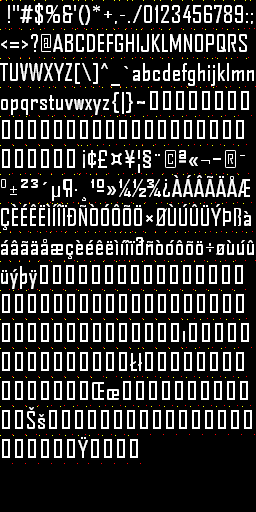 !"#$%&'()*+,-./0123456789:;
<=>?@ABCDEFGHIJKLMNOPQRS
TUVWXYZ[\]^_`abcdefghijklmn
opqrstuvwxyz{|}~
¡¢£¤¥¦§¨©ª«¬-®¯
°±²³´µ¶·¸¹º»¼½¾¿ÀÁÂÃÄÅÆ
ÇÈÉÊËÌÍÎÏÐÑÒÓÔÕÖ×ØÙÚÛÜÝÞßà
áâãäåæçèéêëìíîïðñòóôõö÷øùúû
üýþÿ
ı
Łł
Œœ
Šš
Ÿ